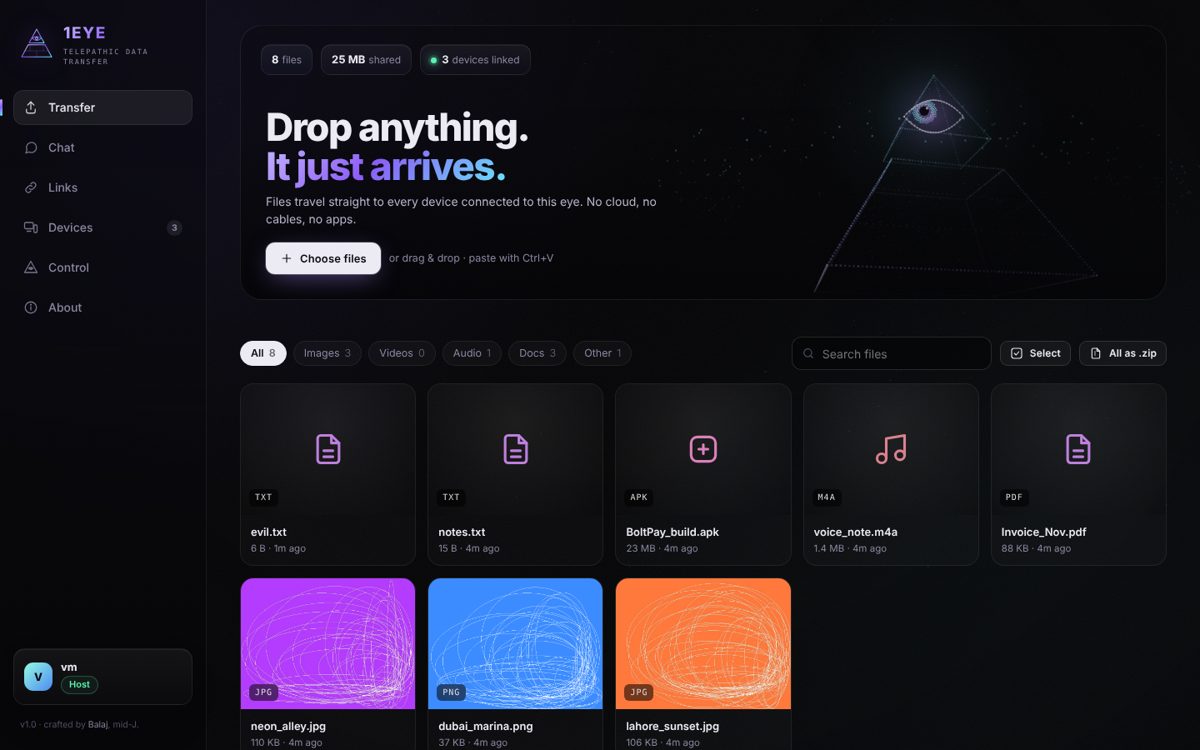 1EYE
TELEPATHIC DATA
TRANSFER
Transfer
Chat
Links
Devices 3
Control
About
vm
Host
V
v1.0 · crafted by Balaj, mid-J.
8 files
25 MB shared
3 devices linked
Drop anything.
It just arrives.
Files travel straight to every device connected to this eye. No cloud, no
cables, no apps.
Choose files
or drag & drop · paste with Ctrl+V
All 8
Images 3
Videos 0
Audio 1
Docs 3
Other 1
Search files
Select
All as .zip
TXT
evil.txt
6 B · 1m ago
TXT
notes.txt
15 B · 4m ago
APK
BoltPay_build.apk
23 MB · 4m ago
M4A
voice_note.m4a
1.4 MB · 4m ago
PDF
Invoice_Nov.pdf
88 KB · 4m ago
JPG
neon_alley.jpg
110 KB · 4m ago
PNG
dubai_marina.png
37 KB · 4m ago
JPG
lahore_sunset.jpg
106 KB · 4m ago